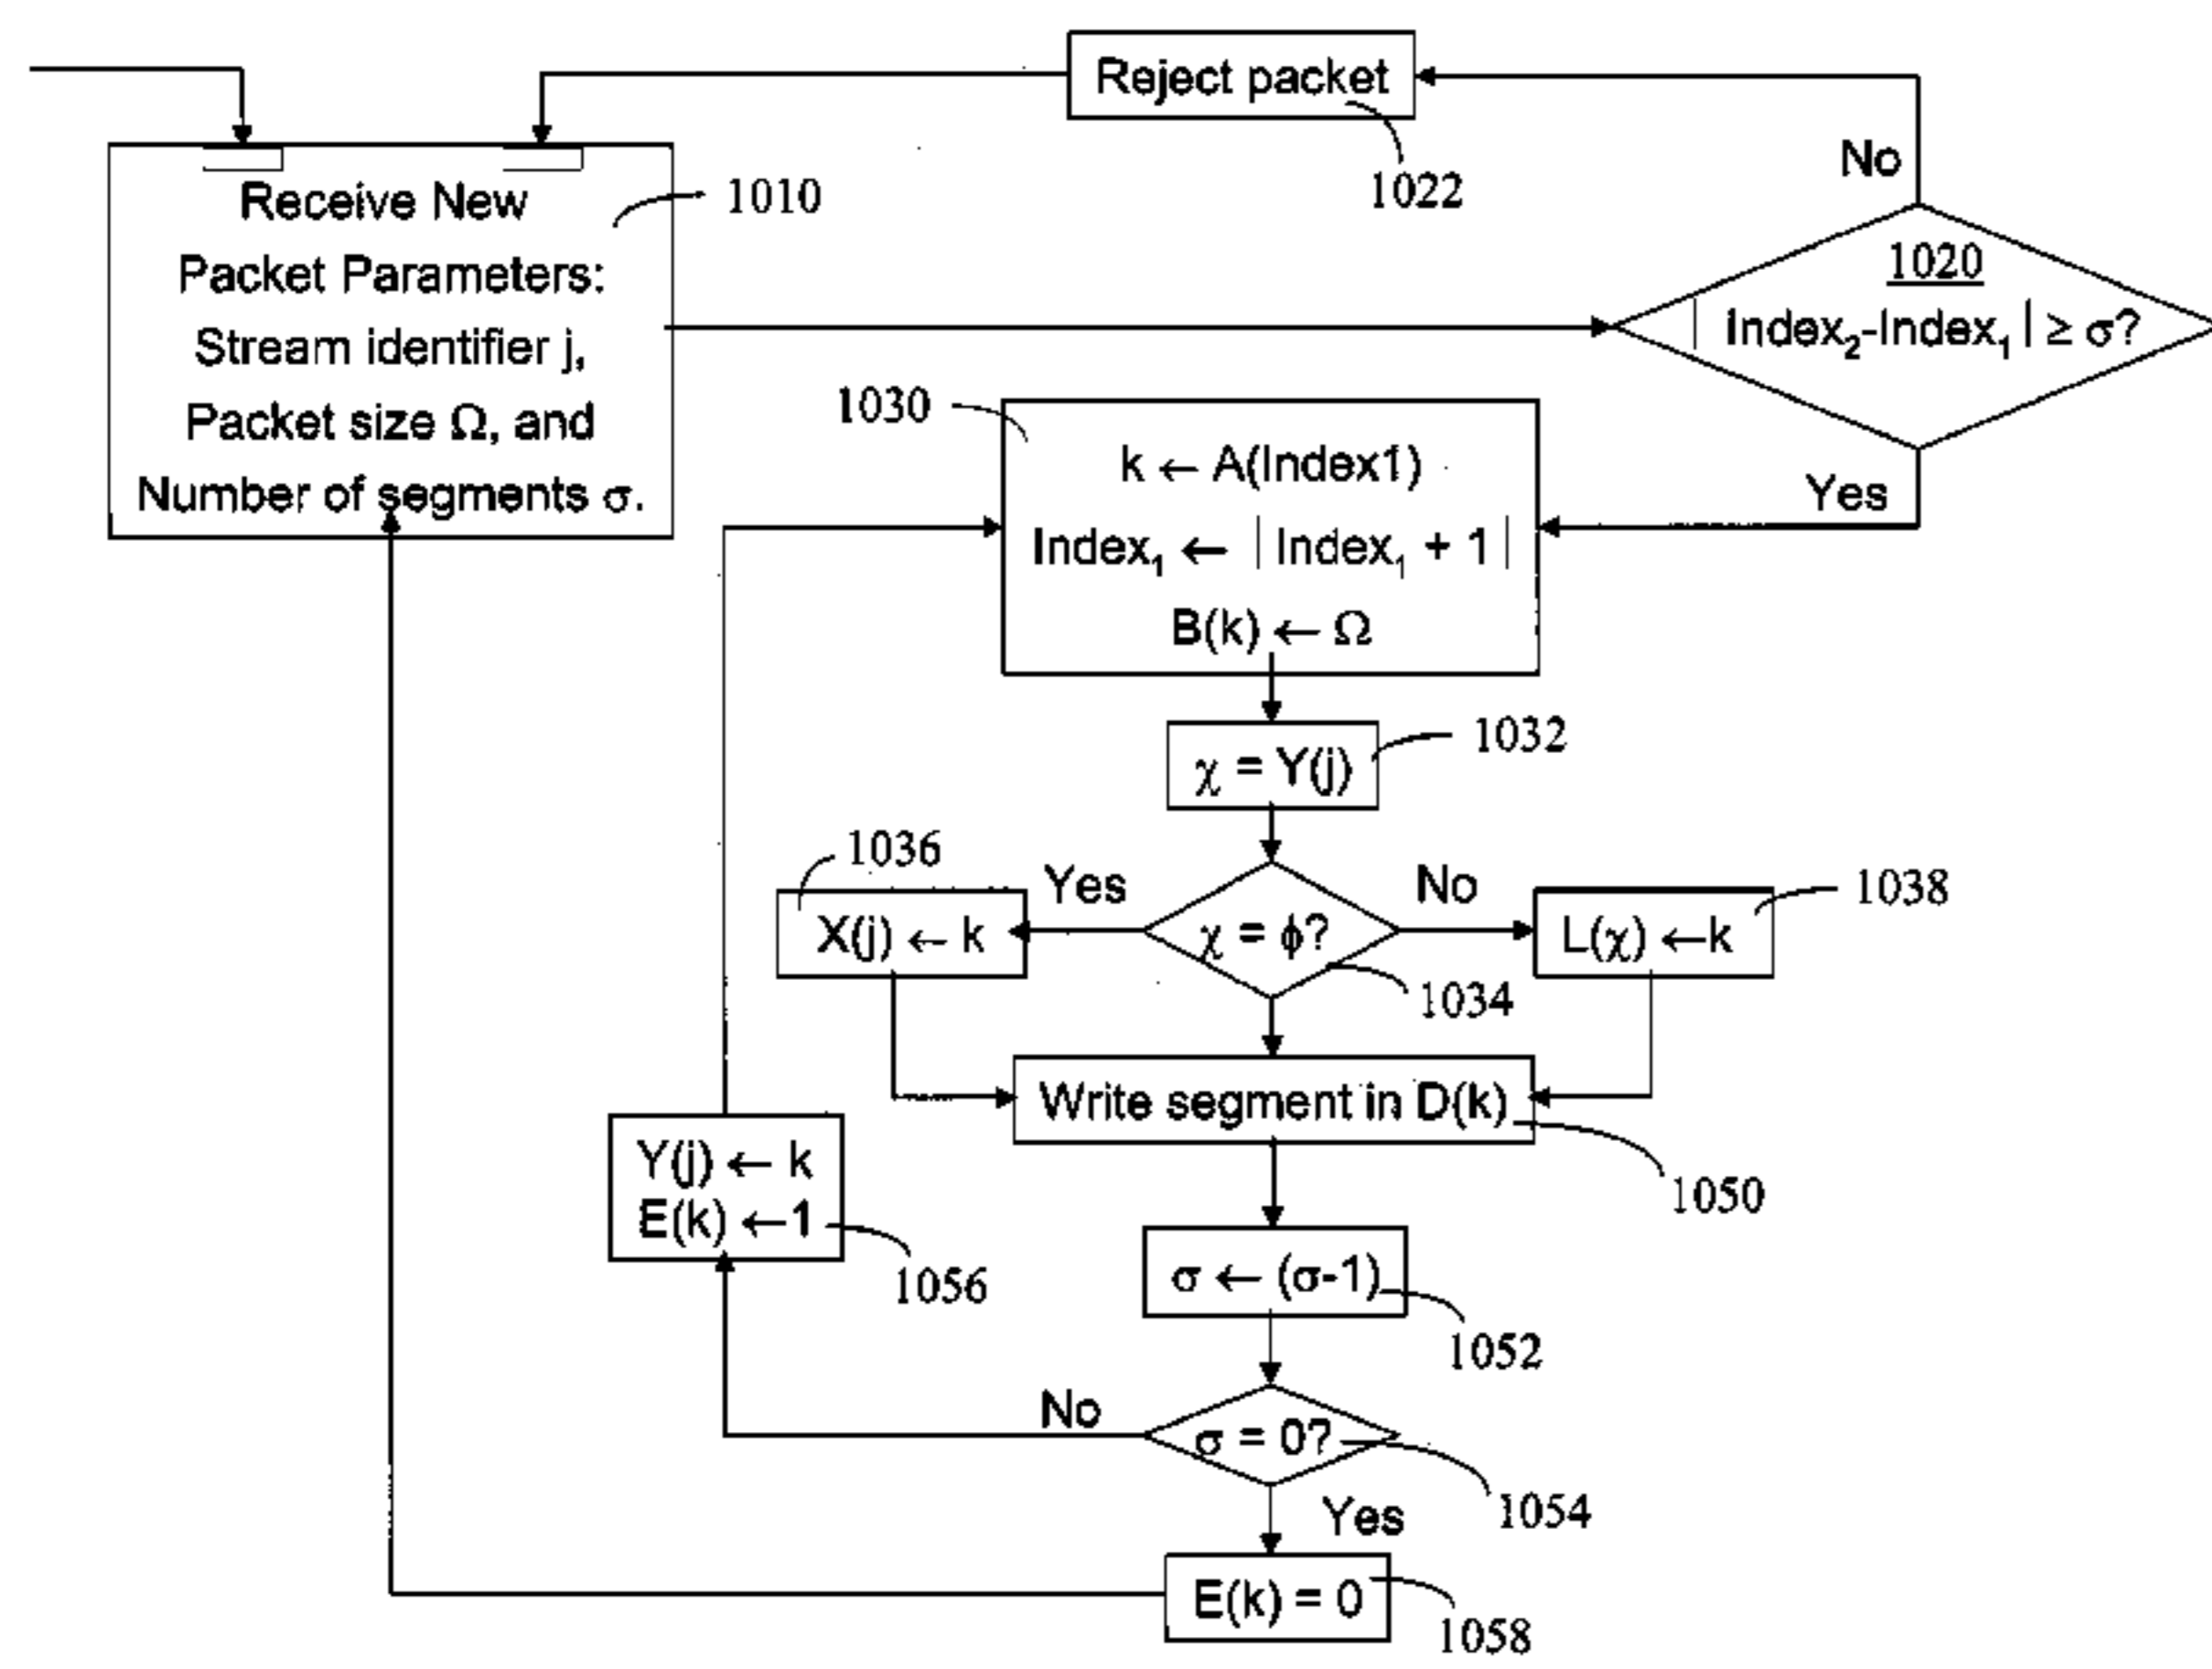 Reject packet
1022
No
Receive New
Packet Parameters:
Stream identifier j,
Packet size Ω, and
Number of segments σ.
1010
1020
| Index₂-Index₁ | ≥ σ?
Yes
1030
k ← A(Index1)
Index₁ ← | Index₁ + 1 |
B(k) ← Ω
1032
χ = Y(j)
1036
X(j) ← k
Yes
χ = ϕ?
No
1034
L(χ) ←k
1038
Write segment in D(k)
1050
Y(j) ← k
E(k) ←1
1056
σ ← (σ-1)
1052
No
σ = 0?
1054
Yes
E(k) = 0
1058